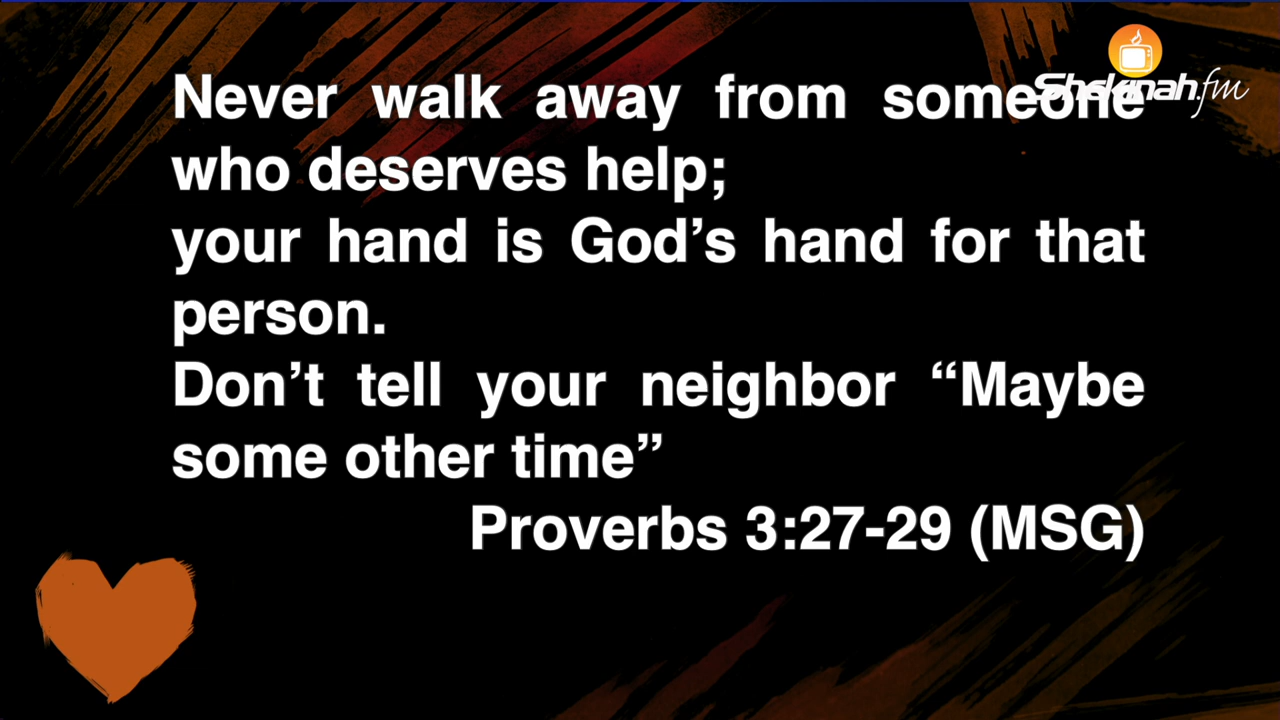 Never walk away from someone
Shekinah.fm
who deserves help;
your hand is God’s hand for that
person.
Don’t tell your neighbor “Maybe
some other time”
Proverbs 3:27-29 (MSG)